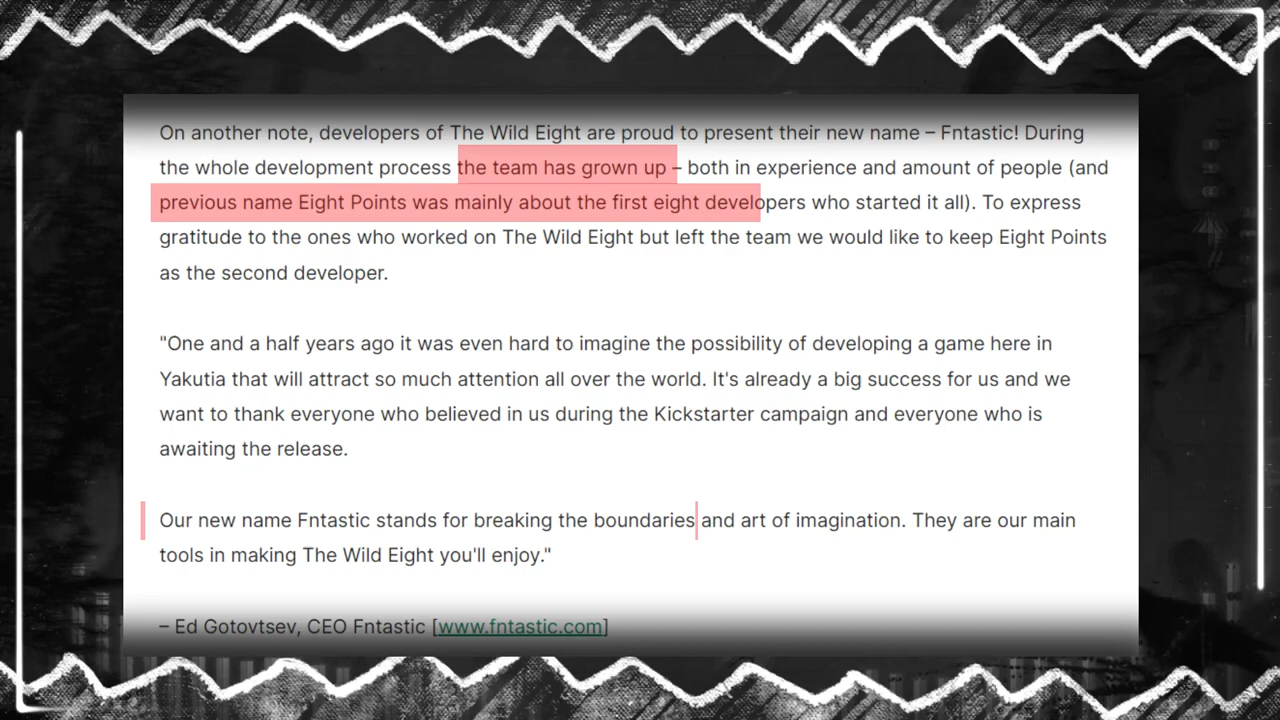 On another note, developers of The Wild Eight are proud to present their new name – Fntastic! During
the whole development process the team has grown up – both in experience and amount of people (and
previous name Eight Points was mainly about the first eight developers who started it all). To express
gratitude to the ones who worked on The Wild Eight but left the team we would like to keep Eight Points
as the second developer.
"One and a half years ago it was even hard to imagine the possibility of developing a game here in
Yakutia that will attract so much attention all over the world. It's already a big success for us and we
want to thank everyone who believed in us during the Kickstarter campaign and everyone who is
awaiting the release.
Our new name Fntastic stands for breaking the boundaries and art of imagination. They are our main
tools in making The Wild Eight you'll enjoy."
– Ed Gotovtsev, CEO Fntastic [www.fntastic.com]